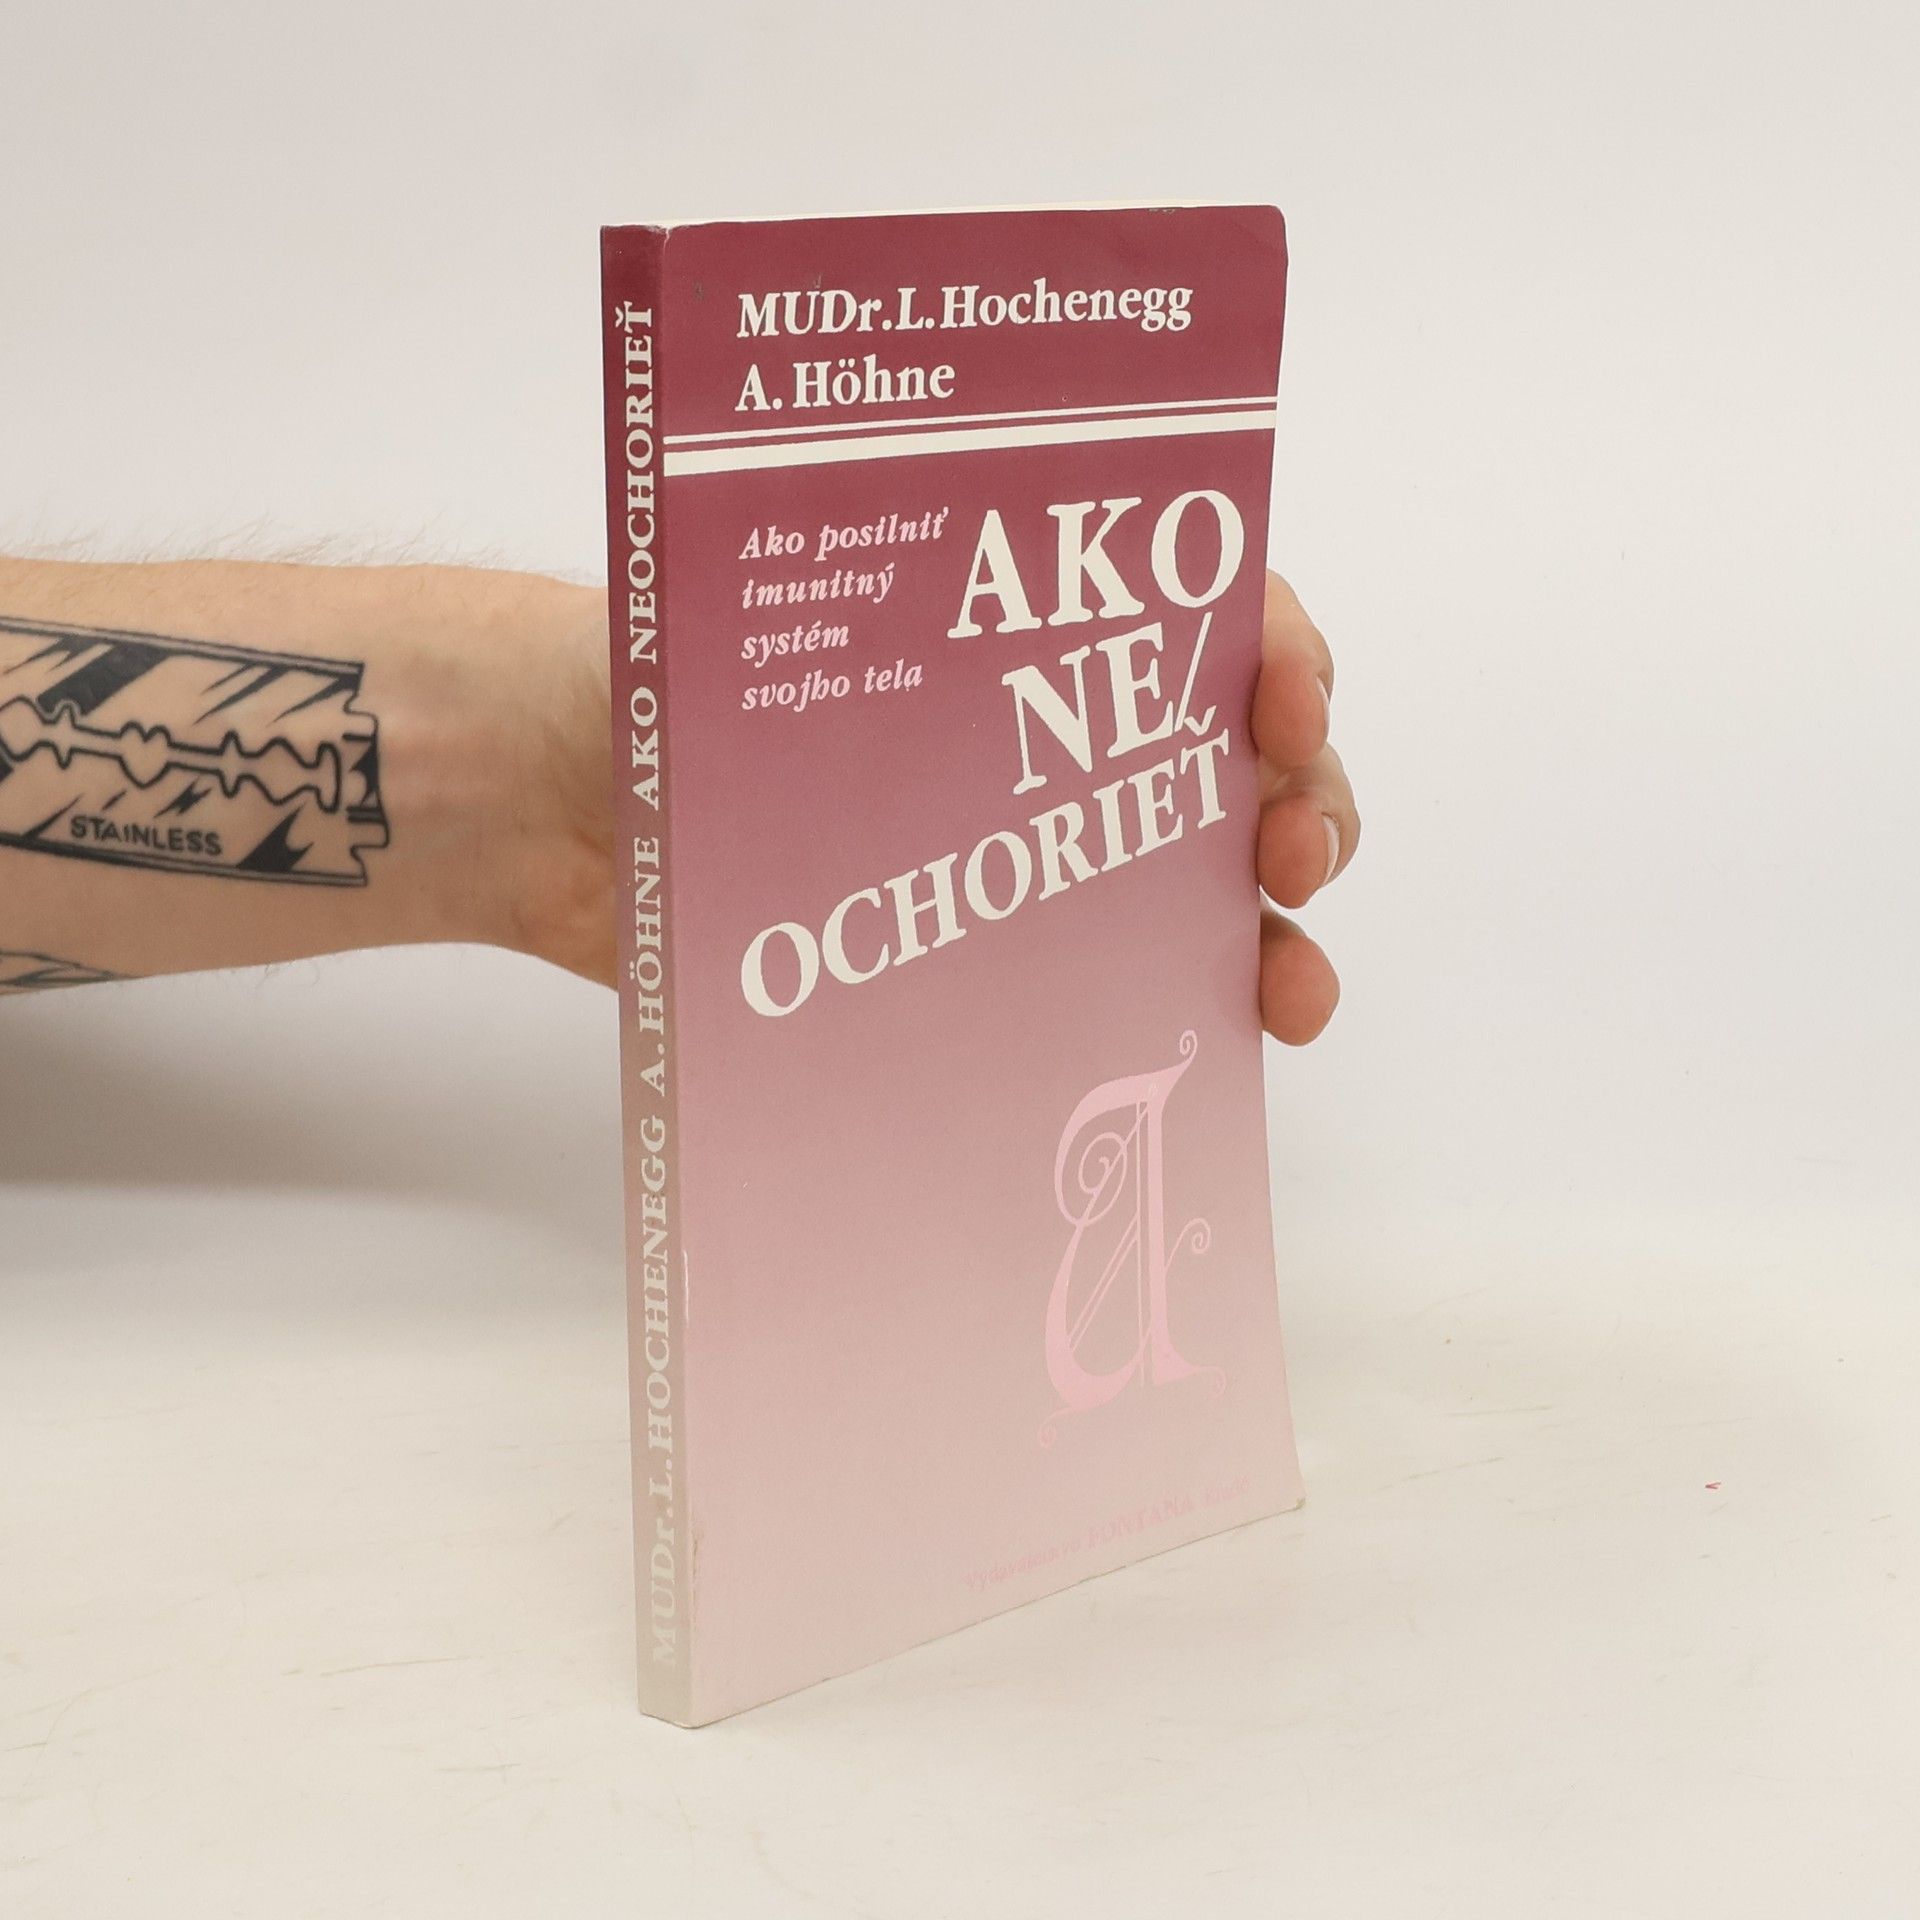 STAINLESS
MUDr.L.HOCHENEGG A.HÖHNE AKO NEOCHORIEŤ
MUDr.L.Hochenegg
A.Höhne
Ako posilniť
imunitný
systém
svojho tela
AKO
NE/
OCHORIEŤ
Vydavateľstvo FONTANA Kiadó